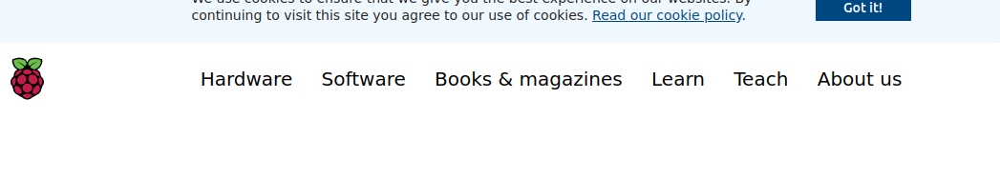 We use cookies to ensure that we give you the best experience on our websites. By
continuing to visit this site you agree to our use of cookies. Read our cookie policy.
Got it!
Hardware Software Books & magazines Learn Teach About us